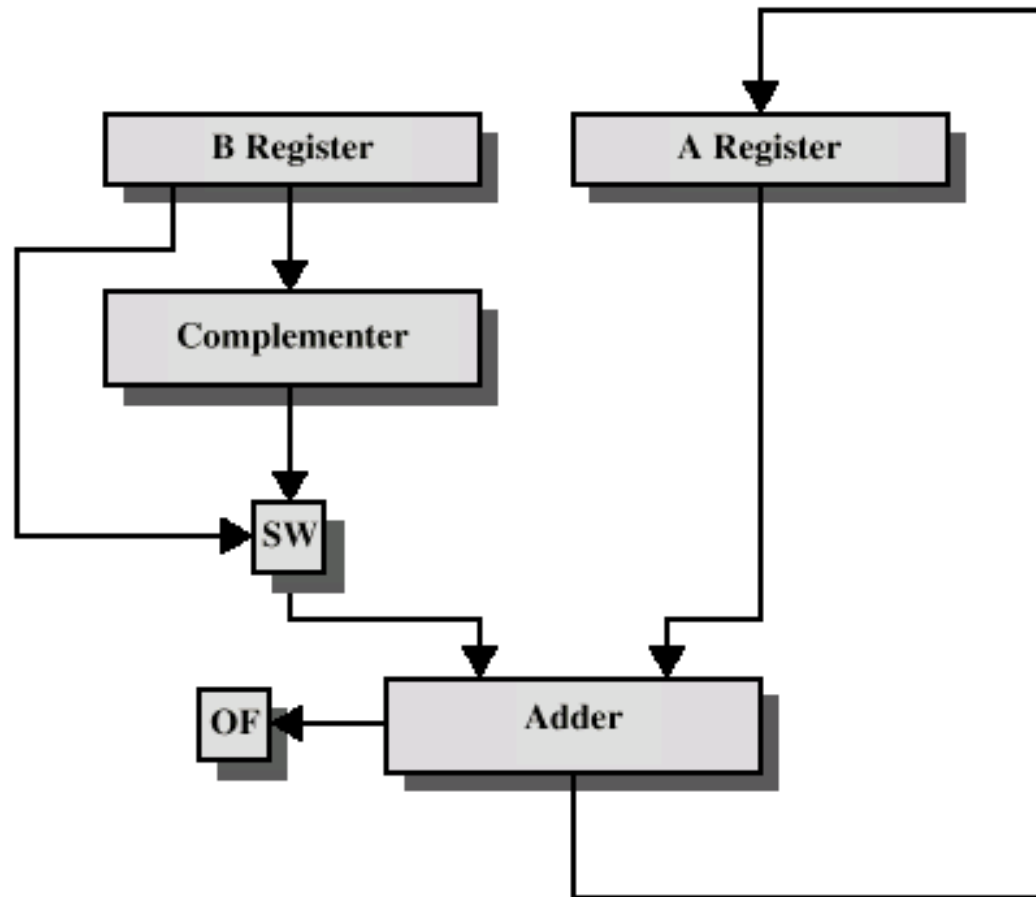 B Register
A Register
Complementer
SW
OF
Adder